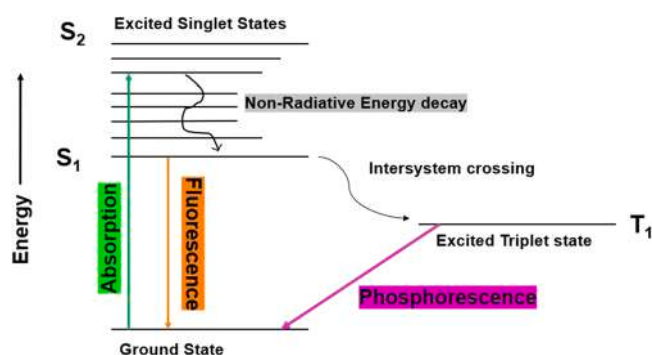 Excited Singlet States
S2
Non-Radiative Energy decay
S1
Intersystem crossing
Energy
Absorption
Fluorescence
T1
Excited Triplet state
Phosphorescence
Ground State